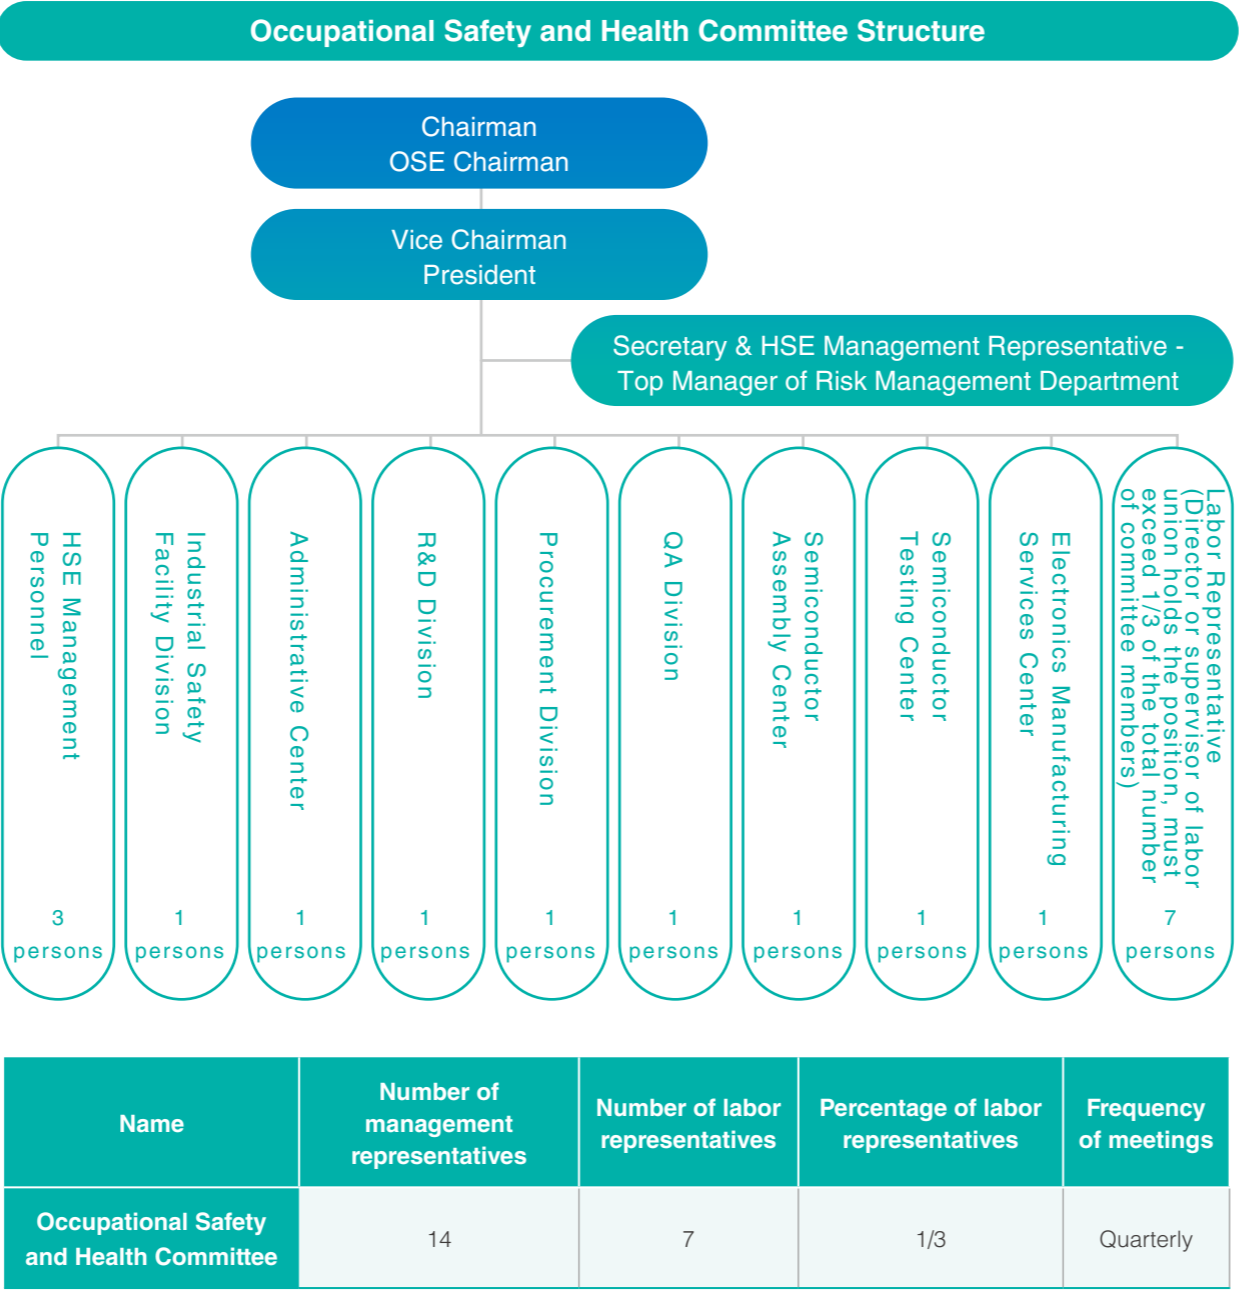 Occupational Safety and Health Committee Structure
Chairman
OSE Chairman
Vice Chairman
President
Secretary & HSE Management Representative -
Top Manager of Risk Management Department
HSE Management
Personnel
3
persons
Industrial Safety
Facility Division
1
persons
Administrative Center
1
persons
R&D Division
1
persons
Procurement Division
1
persons
QA Division
1
persons
Semiconductor
Assembly Center
1
persons
Semiconductor
Testing Center
1
persons
Electronics Manufacturing
Services Center
1
persons
Labor Representative
(Director or supervisor of labor
union holds the position, must
exceed 1/3 of the total number
of committee members)
7
persons
Name
Number of
management
representatives
Number of labor
representatives
Percentage of labor
representatives
Frequency
of meetings
Occupational Safety
and Health Committee
14
7
1/3
Quarterly